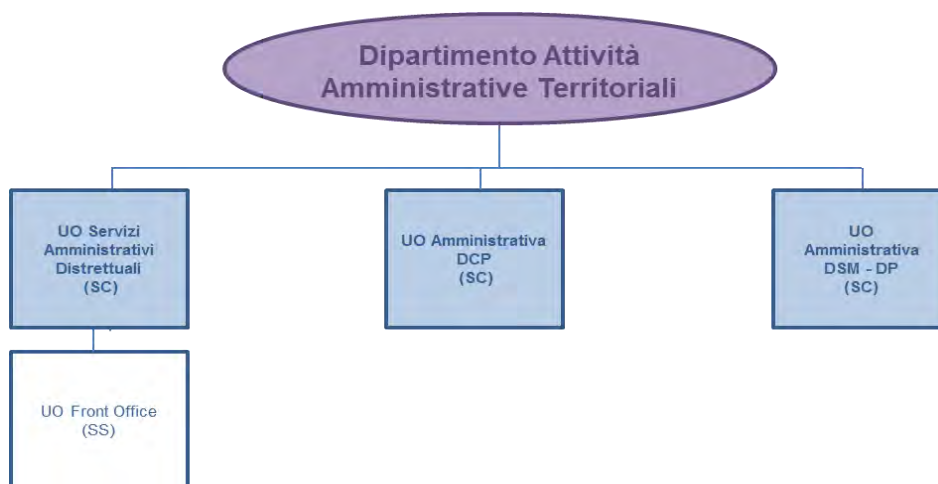 Dipartimento Attività
Amministrative Territoriali
UO Servizi
Amministrativi
Distrettuali
(SC)
UO Amministrativa
DCP
(SC)
UO
Amministrativa
DSM - DP
(SC)
UO Front Office
(SS)